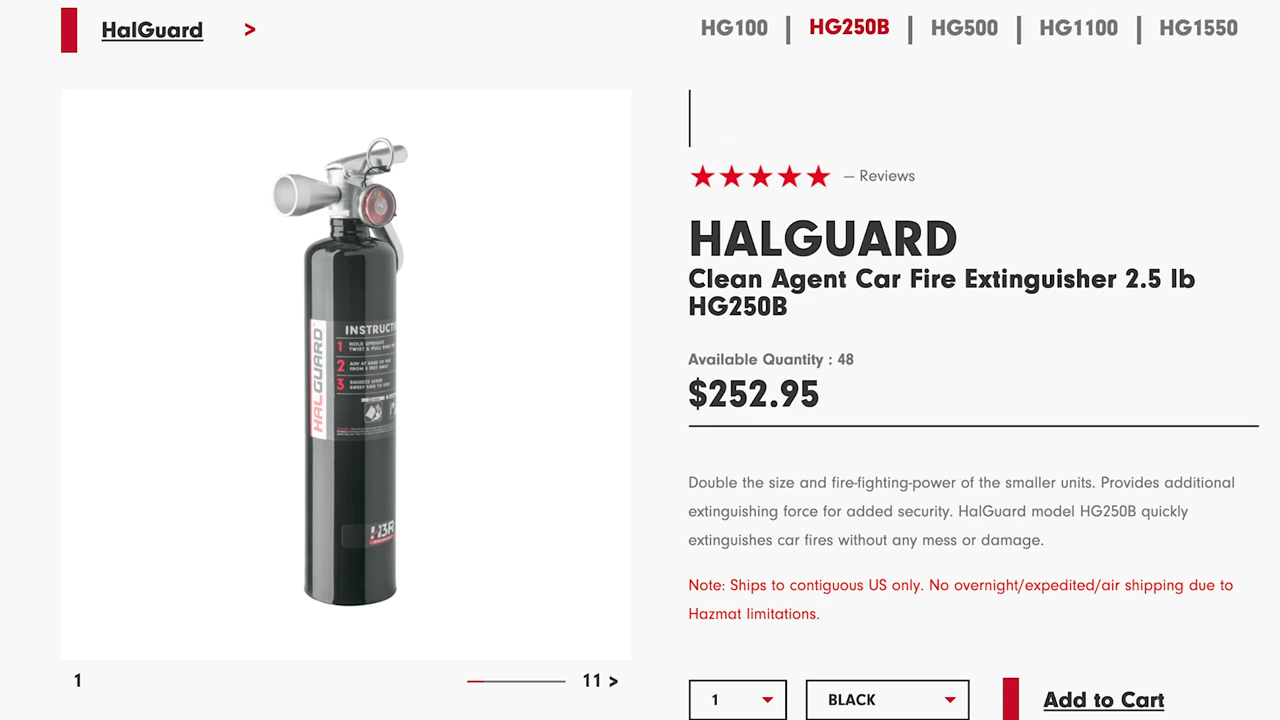 HalGuard >
HG100 | HG250B | HG500 | HG1100 | HG1550
— Reviews
HALGUARD
Clean Agent Car Fire Extinguisher 2.5 lb
HG250B
Available Quantity : 48
$252.95
Double the size and fire-fighting-power of the smaller units. Provides additional
extinguishing force for added security. HalGuard model HG250B quickly
extinguishes car fires without any mess or damage.
Note: Ships to contiguous US only. No overnight/expedited/air shipping due to
Hazmat limitations.
1
BLACK
Add to Cart
HALGUARD
INSTRUCTI
1 HOLD UPRIGHT
TWIST & PULL RING
2 AIM AT BASE OF FIRE
FROM FEET AWAY
3 SQUEEZE LEVER
SWEEP SIDE TO SIDE
H3R
1
11 >